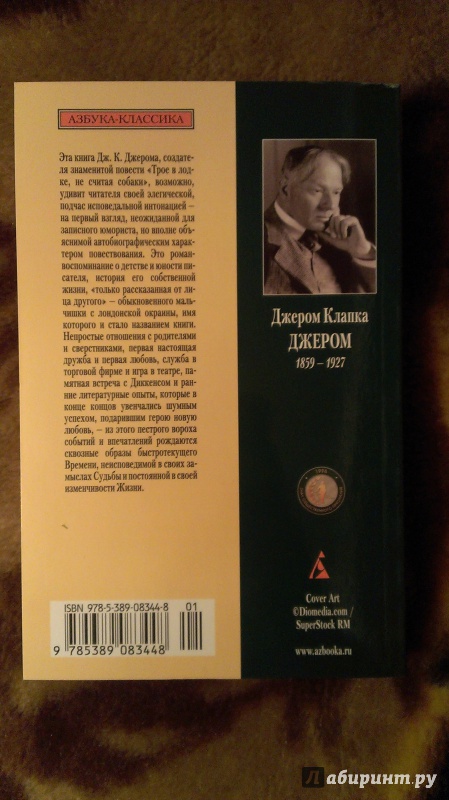 АЗБУКА-КЛАССИКА
Эта книга Дж. К. Джерома, создате-
ля знаменитой повести «Трое в лод-
ке, не считая собаки», возможно,
удивит читателя своей элегической,
подчас исповедальной интонацией –
на первый взгляд, неожиданной для
записного юмориста, но вполне объ-
яснимой автобиографическим харак-
тером повествования. Это роман-
воспоминание о детстве и юности пи-
сателя, история его собственной
жизни, «только рассказанная от ли-
ца другого» – обыкновенного маль-
чишки с лондонской окраины, имя
которого и стало названием книги.
Непростые отношения с родителями
и сверстниками, первая настоящая
дружба и первая любовь, служба в
торговой фирме и игра в театре, па-
мятная встреча с Диккенсом и ран-
ние литературные опыты, которые в
конце концов увенчались шумным
успехом, подарившим герою новую
любовь, – из этого пестрого вороха
событий и впечатлений рождаются
сквозные образы быстротекущего
Времени, неисповедимой в своих за-
мыслах Судьбы и постоянной в своей
изменчивости Жизни.
ISBN 978-5-389-08344-8
01
9 785389 083448
Джером Клапка
ДЖЕРОМ
1859 – 1927
Cover Art
©Diomedia.com /
SuperStock RM
www.azbooka.ru
Лабиринт.ру